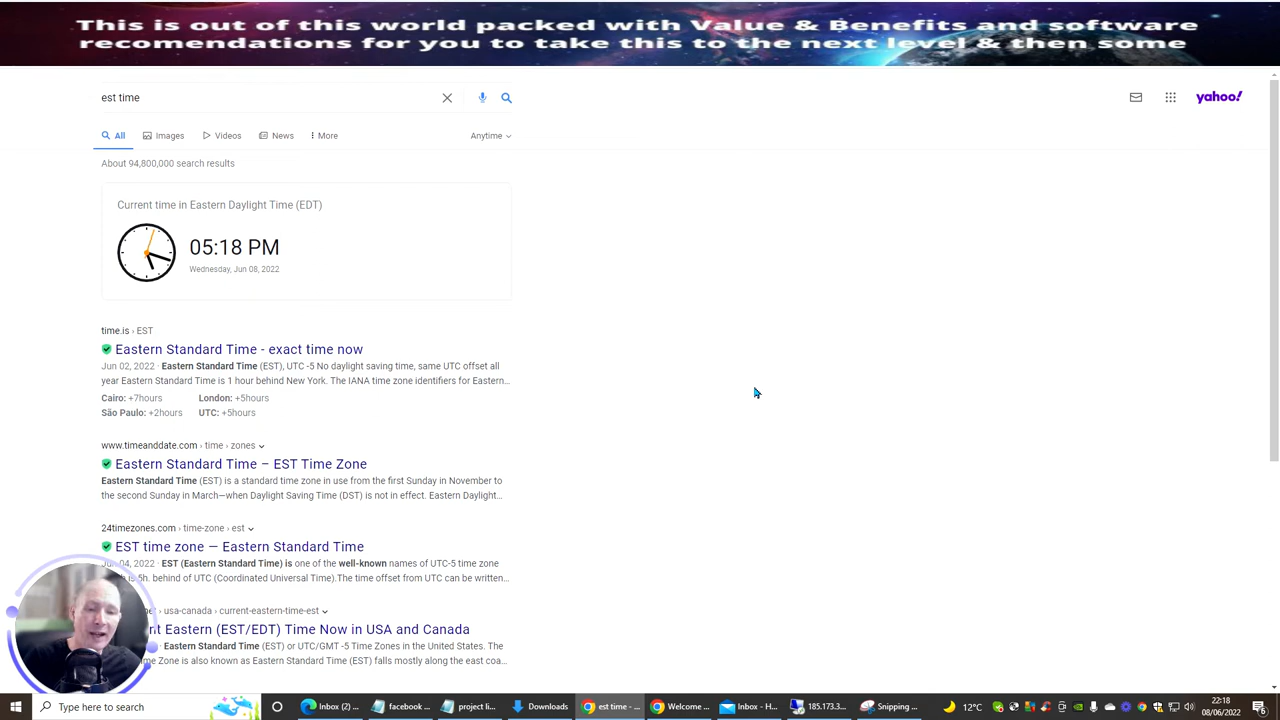 This is out of this world packed with Value & Benefits and software
recomendations for you to take this to the next level & then some
est time
yahoo!
All
Images
Videos
News
More
Anytime
About 94,800,000 search results
Current time in Eastern Daylight Time (EDT)
05:18 PM
Wednesday, Jun 08, 2022
time.is › EST
Eastern Standard Time - exact time now
Jun 02, 2022 · Eastern Standard Time (EST), UTC -5 No daylight saving time, same UTC offset all
year Eastern Standard Time is 1 hour behind New York. The IANA time zone identifiers for Eastern...
Cairo: +7hours London: +5hours
São Paulo: +2hours UTC: +5hours
www.timeanddate.com › time › zones
Eastern Standard Time – EST Time Zone
Eastern Standard Time (EST) is a standard time zone in use from the first Sunday in November to
the second Sunday in March—when Daylight Saving Time (DST) is not in effect. Eastern Daylight...
24timezones.com › time-zone › est
EST time zone — Eastern Standard Time
04, 2022 · EST (Eastern Standard Time) is one of the well-known names of UTC-5 time zone
is 5h. behind of UTC (Coordinated Universal Time).The time offset from UTC can be written...
› usa-canada › current-eastern-time-est
Eastern (EST/EDT) Time Now in USA and Canada
Eastern Standard Time (EST) or UTC/GMT -5 Time Zones in the United States. The
Time Zone is also known as Eastern Standard Time (EST) falls mostly along the east coa...
Type here to search
Inbox (2) ...
facebook ...
project li...
Downloads
est time - ...
Welcome ...
Inbox - H...
185.173.3...
Snipping ...
12°C
22:18
08/06/2022